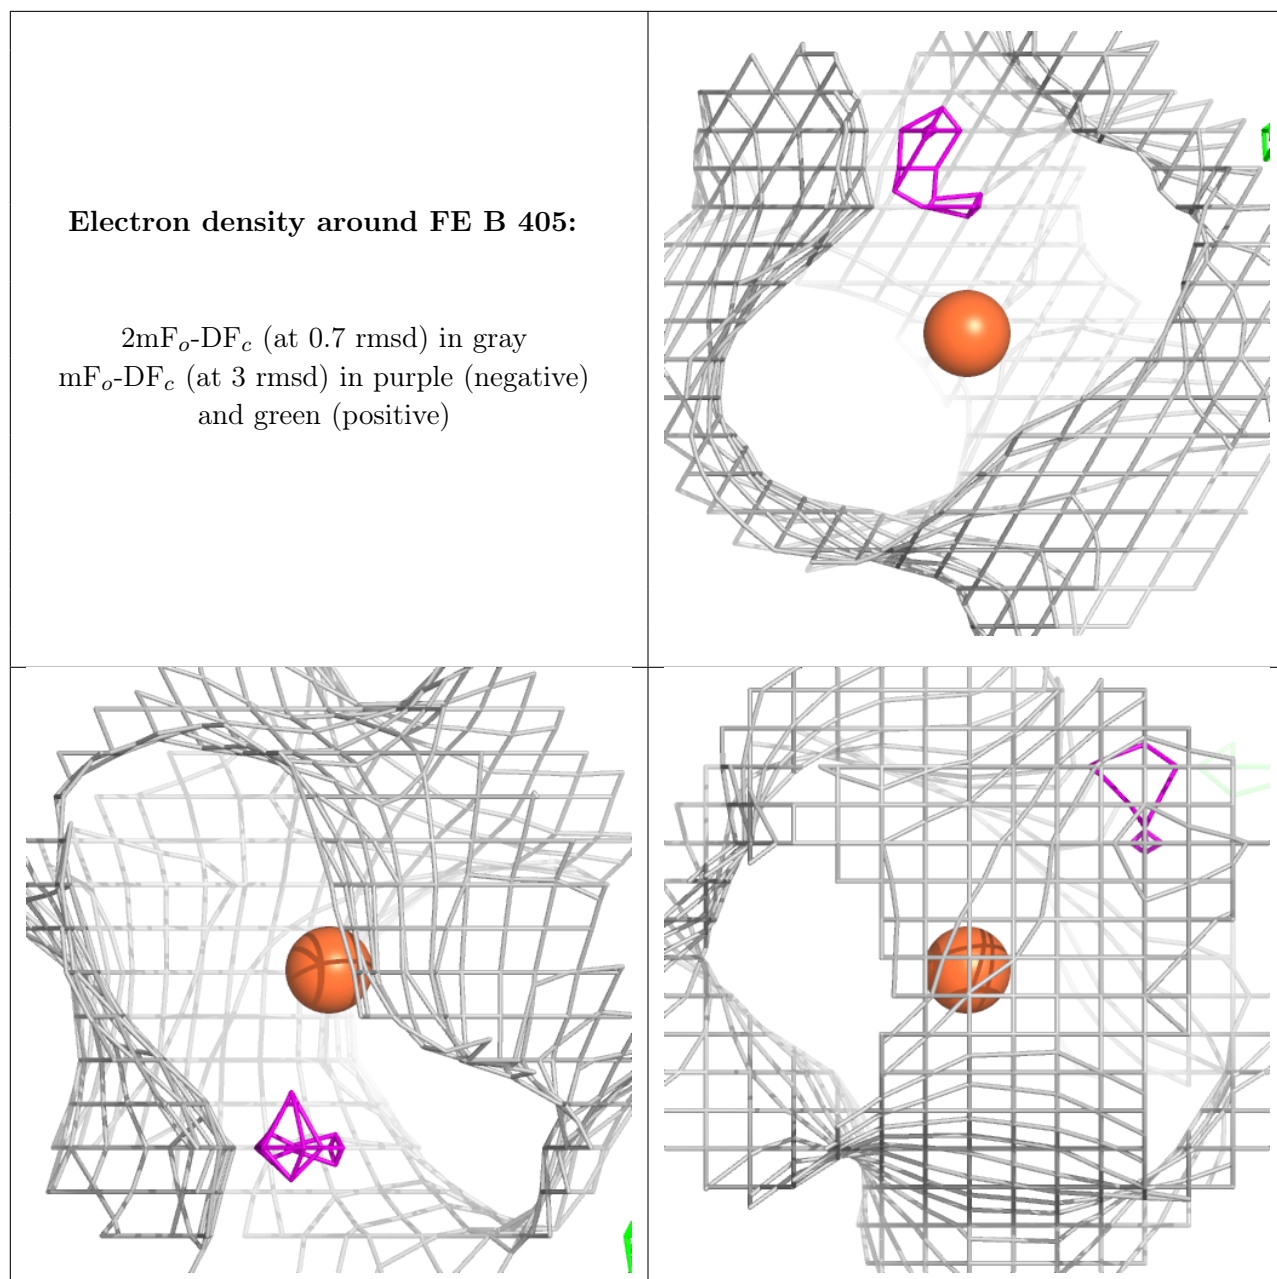 Electron density around FE B 405:
2mFo-DFc (at 0.7 rmsd) in gray
mFo-DFc (at 3 rmsd) in purple (negative)
and green (positive)